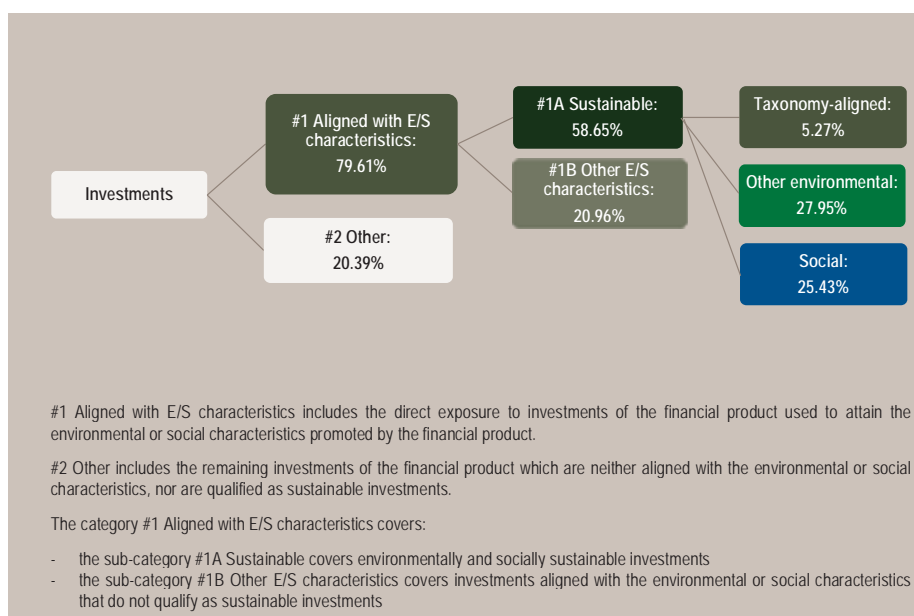 Investments
#1 Aligned with E/S
characteristics:
79.61%
#2 Other:
20.39%
#1A Sustainable:
58.65%
#1B Other E/S
characteristics:
20.96%
Taxonomy-aligned:
5.27%
Other environmental:
27.95%
Social:
25.43%
#1 Aligned with E/S characteristics includes the direct exposure to investments of the financial product used to attain the
environmental or social characteristics promoted by the financial product.
#2 Other includes the remaining investments of the financial product which are neither aligned with the environmental or social
characteristics, nor are qualified as sustainable investments.
The category #1 Aligned with E/S characteristics covers:
- the sub-category #1A Sustainable covers environmentally and socially sustainable investments
- the sub-category #1B Other E/S characteristics covers investments aligned with the environmental or social characteristics
that do not qualify as sustainable investments